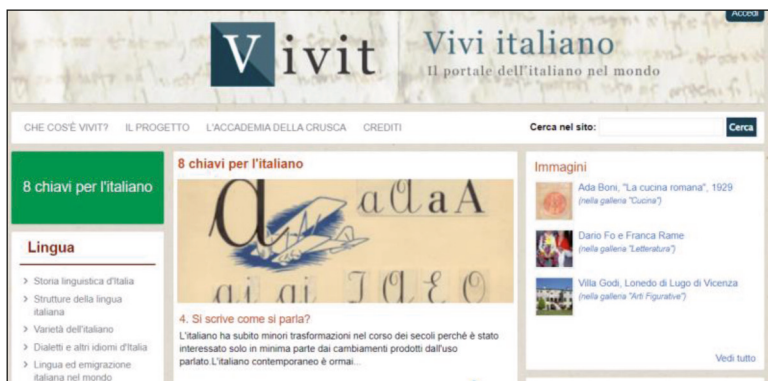 Accedi
Vivit
Vivi italiano
Il portale dell'italiano nel mondo
CHE COS'È VIVIT?
IL PROGETTO
L'ACCADEMIA DELLA CRUSCA
CREDITI
Cerca nel sito:
Cerca
8 chiavi per l'italiano
Lingua
> Storia linguistica d'Italia
> Strutture della lingua
italiana
> Varietà dell'italiano
> Dialetti e altri idiomi d'Italia
> Lingua ed emigrazione
italiana nel mondo
8 chiavi per l'italiano
a a a a A
4. Si scrive come si parla?
L'italiano ha subito minori trasformazioni nel corso dei secoli perché è stato
interessato solo in minima parte dai cambiamenti prodotti dall'uso
parlato.L'italiano contemporaneo è ormai...
Immagini
Ada Boni, "La cucina romana", 1929
(nella galleria "Cucina")
Dario Fo e Franca Rame
(nella galleria "Letteratura")
Villa Godi, Lonedo di Lugo di Vicenza
(nella galleria "Arti Figurative")
Vedi tutto